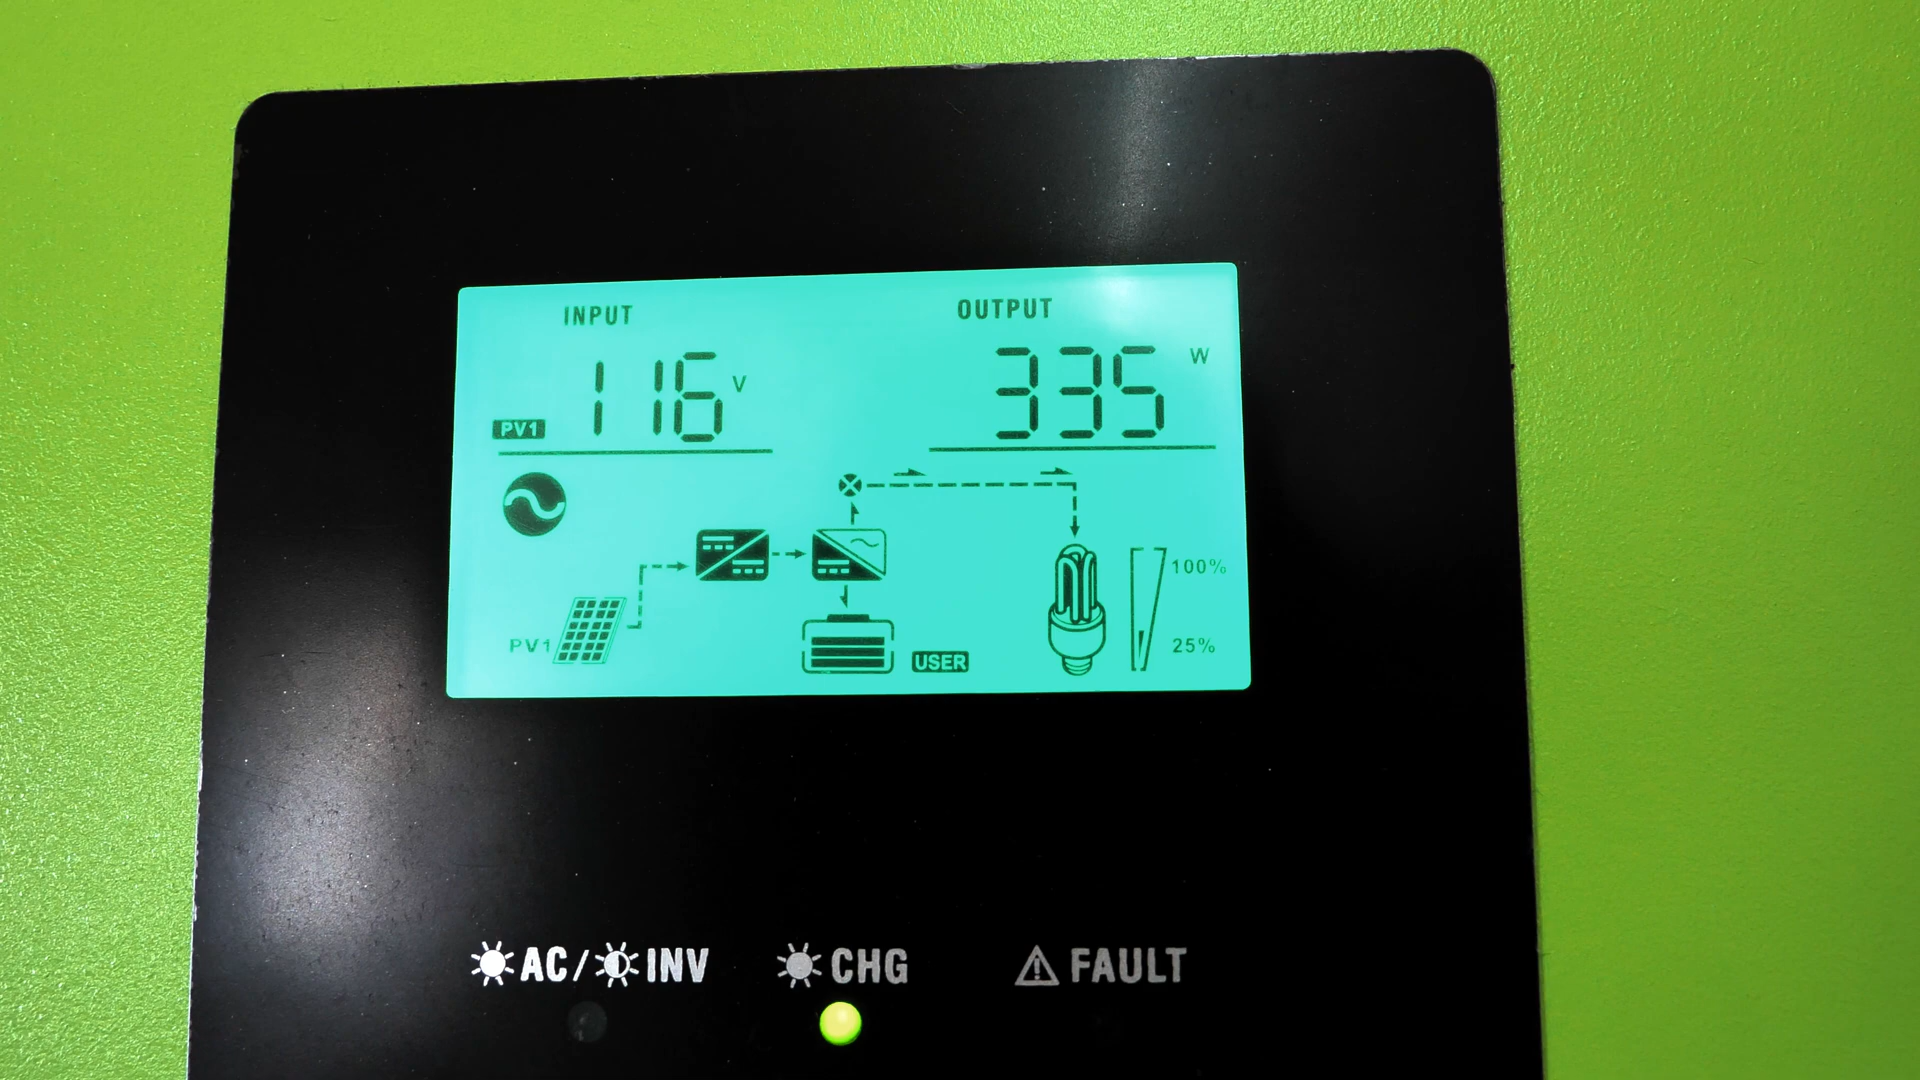 INPUT
OUTPUT
PV1 116 V
335 W
100%
PV1
USER
25%
AC/INV
CHG
FAULT